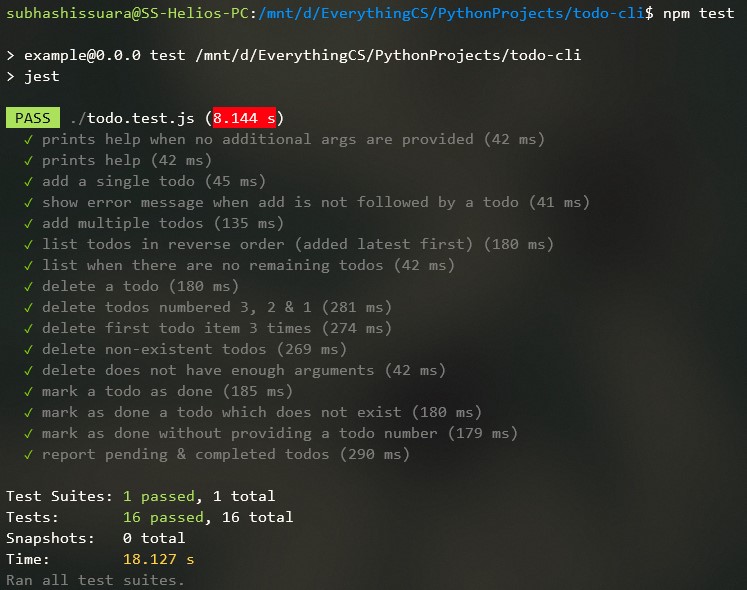 subhashissuara@SS-Helios-PC:/mnt/d/EverythingCS/PythonProjects/todo-cli$ npm test
> example@0.0.0 test /mnt/d/EverythingCS/PythonProjects/todo-cli
> jest
PASS ./todo.test.js (8.144 s)
✓ prints help when no additional args are provided (42 ms)
✓ prints help (42 ms)
✓ add a single todo (45 ms)
✓ show error message when add is not followed by a todo (41 ms)
✓ add multiple todos (135 ms)
✓ list todos in reverse order (added latest first) (180 ms)
✓ list when there are no remaining todos (42 ms)
✓ delete a todo (180 ms)
✓ delete todos numbered 3, 2 & 1 (281 ms)
✓ delete first todo item 3 times (274 ms)
✓ delete non-existent todos (269 ms)
✓ delete does not have enough arguments (42 ms)
✓ mark a todo as done (185 ms)
✓ mark as done a todo which does not exist (180 ms)
✓ mark as done without providing a todo number (179 ms)
✓ report pending & completed todos (290 ms)
Test Suites: 1 passed, 1 total
Tests: 16 passed, 16 total
Snapshots: 0 total
Time: 18.127 s
Ran all test suites.